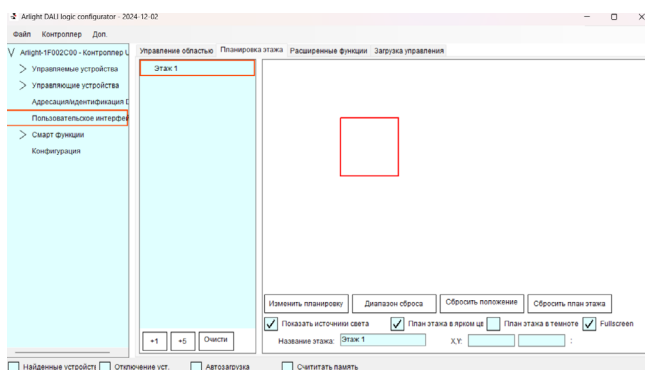 Arlight DALI logic configurator - 2024-12-02
Файл Контроллер Доп.
Arlight-1F002C00 - Контроллер U
Управляемые устройства
Управляющие устройства
Адресация/идентификация D
Пользовательское интерфей
Смарт функции
Конфигурация
Управление областью Планировка этажа Расширенные функции Загрузка управления
Этаж 1
+1 +5 Очисти
Изменить планировку Диапазон сброса Сбросить положение Сбросить план этажа
Показать источники света План этажа в ярком цв План этажа в темноте Fullscreen
Название этажа: Этаж 1 X,Y: :
Найденные устройств Отключение уст. Автозагрузка Счититать память